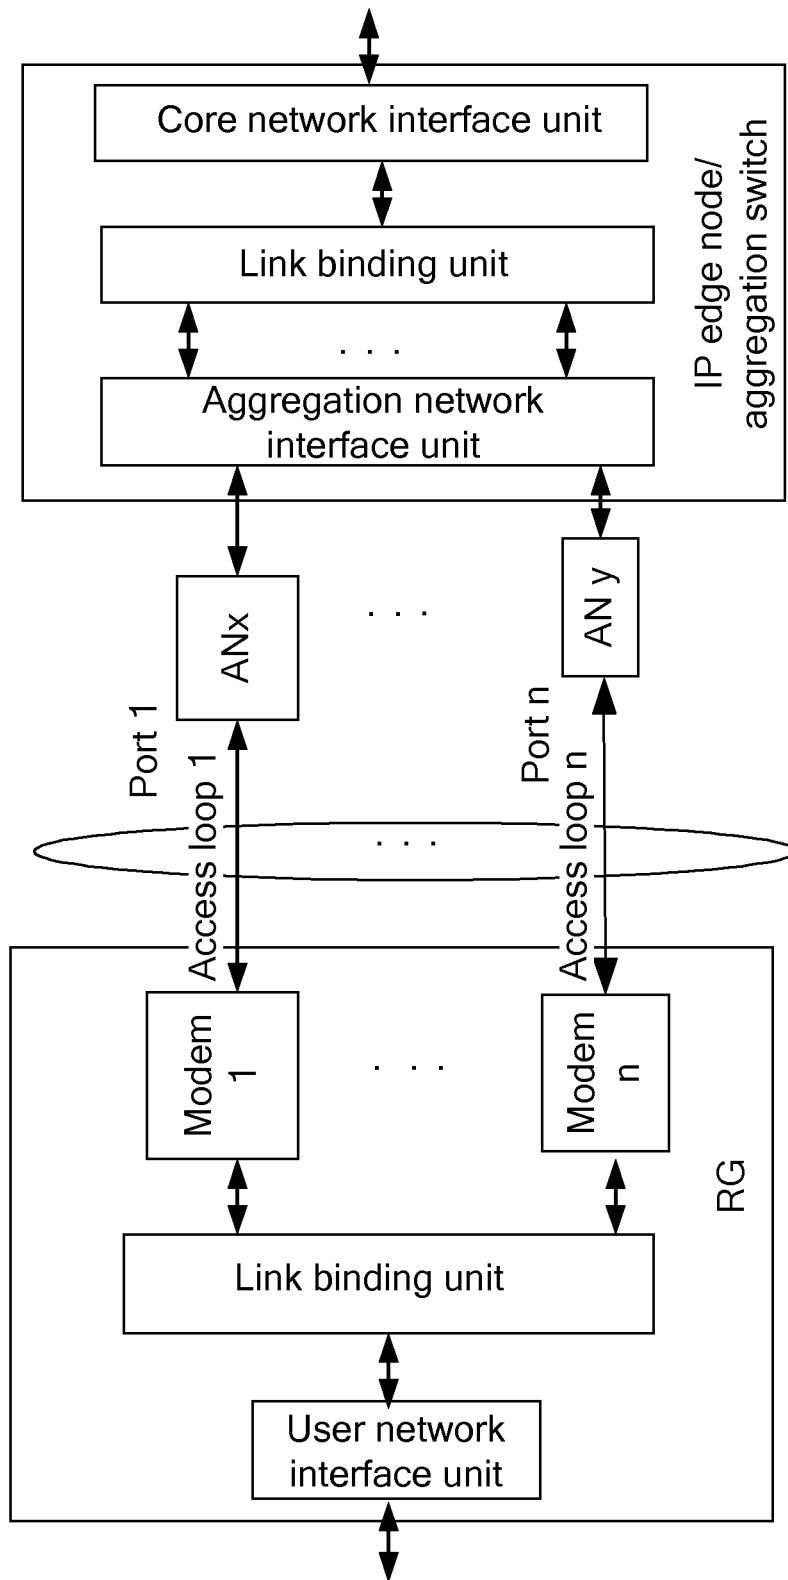 Core network interface unit
Link binding unit
. . .
Aggregation network
interface unit
IP edge node/
aggregation switch
ANx
. . .
AN y
Port 1
Access loop 1
Port n
Access loop n
. . .
Modem
1
. . .
Modem
n
RG
Link binding unit
User network
interface unit